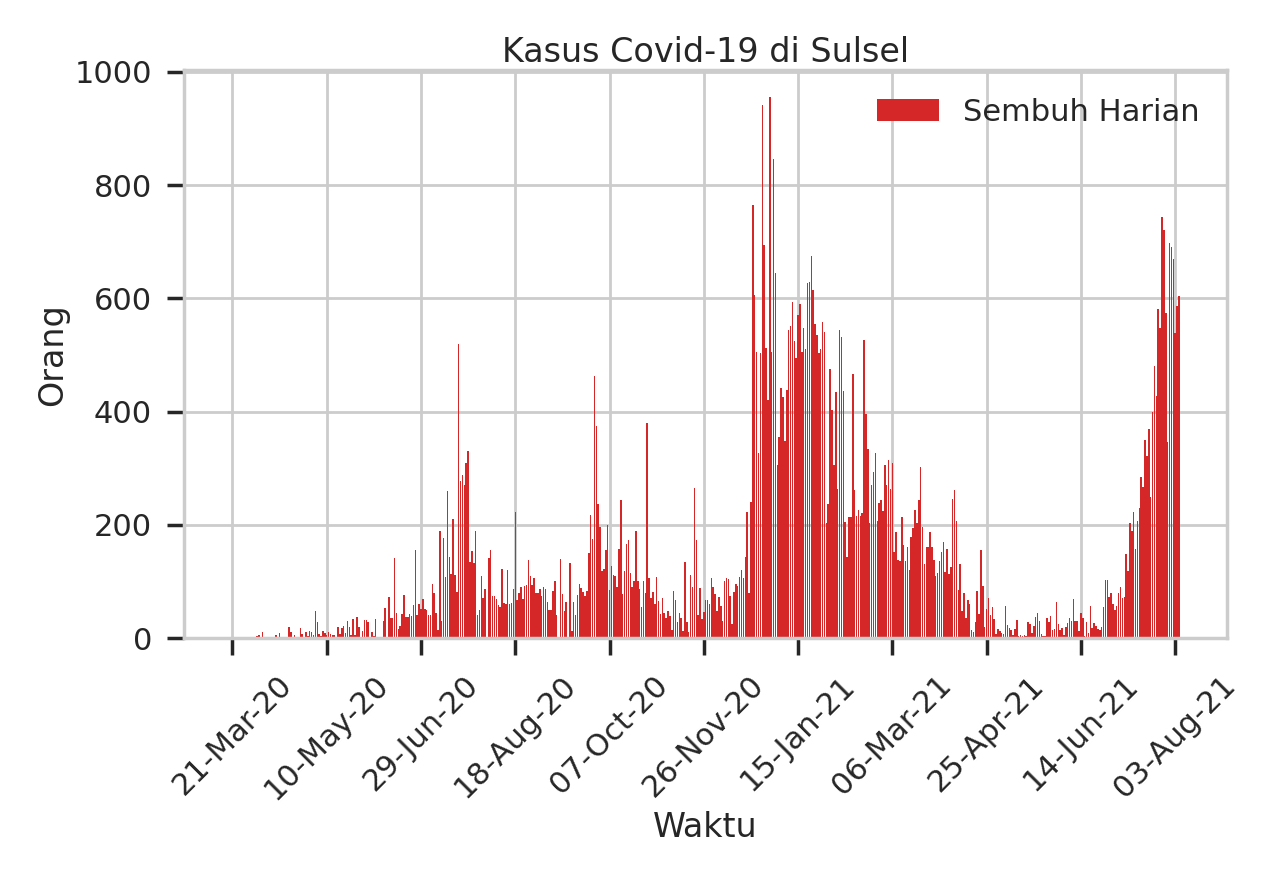 Kasus Covid-19 di Sulsel
1000
800
600
400
200
0
Orang
Sembuh Harian
21-Mar-20
10-May-20
29-Jun-20
18-Aug-20
07-Oct-20
26-Nov-20
15-Jan-21
06-Mar-21
25-Apr-21
14-Jun-21
03-Aug-21
Waktu